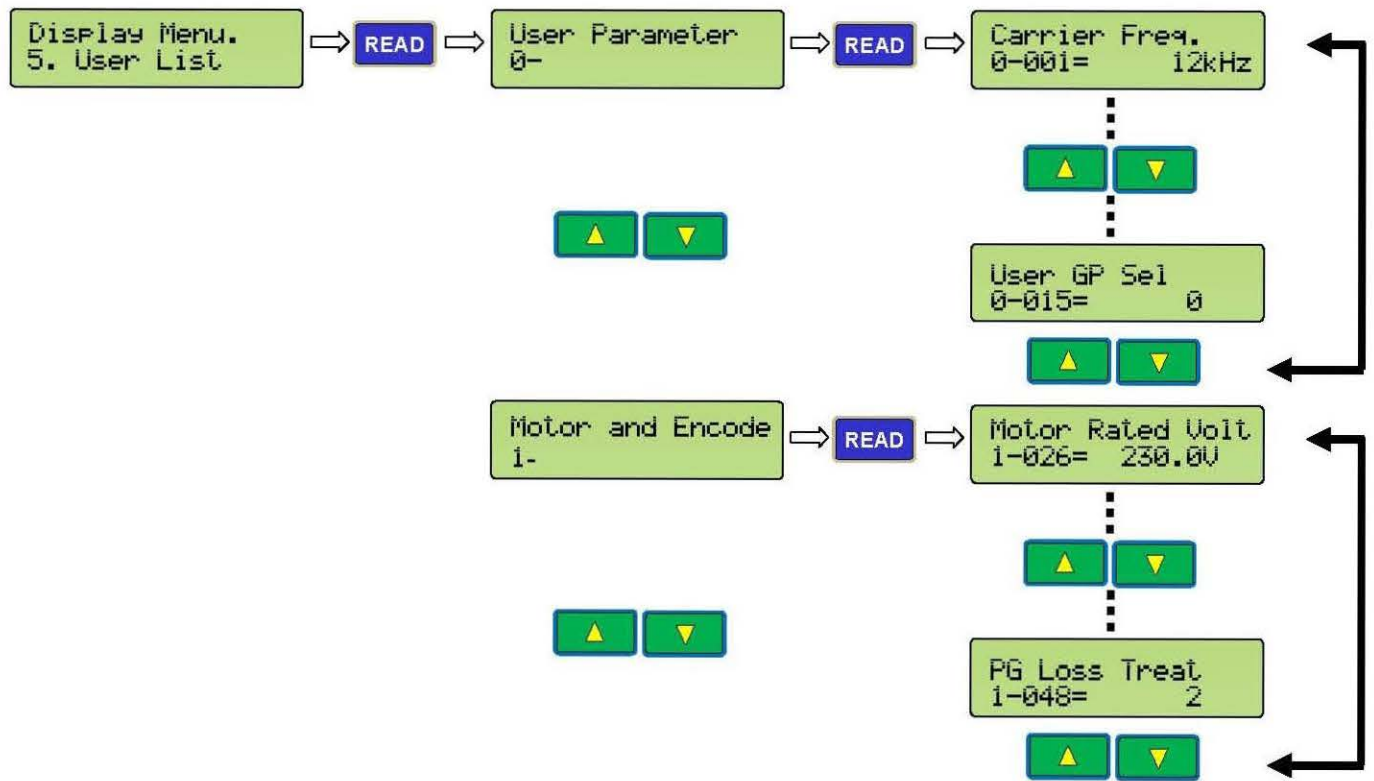 Display Menu.
5. User List
READ
User Parameter
0-
READ
Carrier Freq.
0-001= 12kHz
User GP Sel
0-015= 0
Motor and Encode
1-
READ
Motor Rated Volt
1-026= 230.0V
PG Loss Treat
1-048= 2